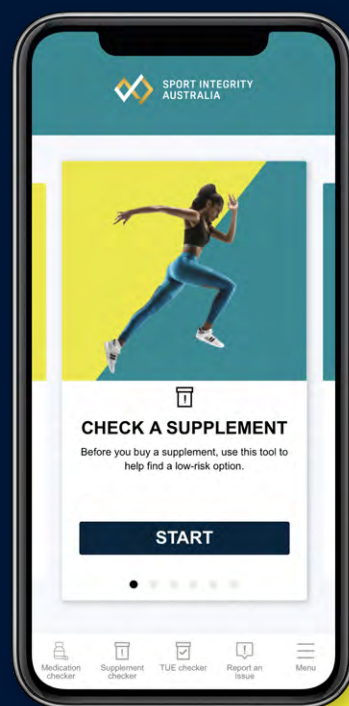 SPORT INTEGRITY
AUSTRALIA
CHECK A SUPPLEMENT
Before you buy a supplement, use this tool to
help find a low-risk option.
START
Medication
checker
Supplement
checker
TUE checker
Report an
Issue
Menu